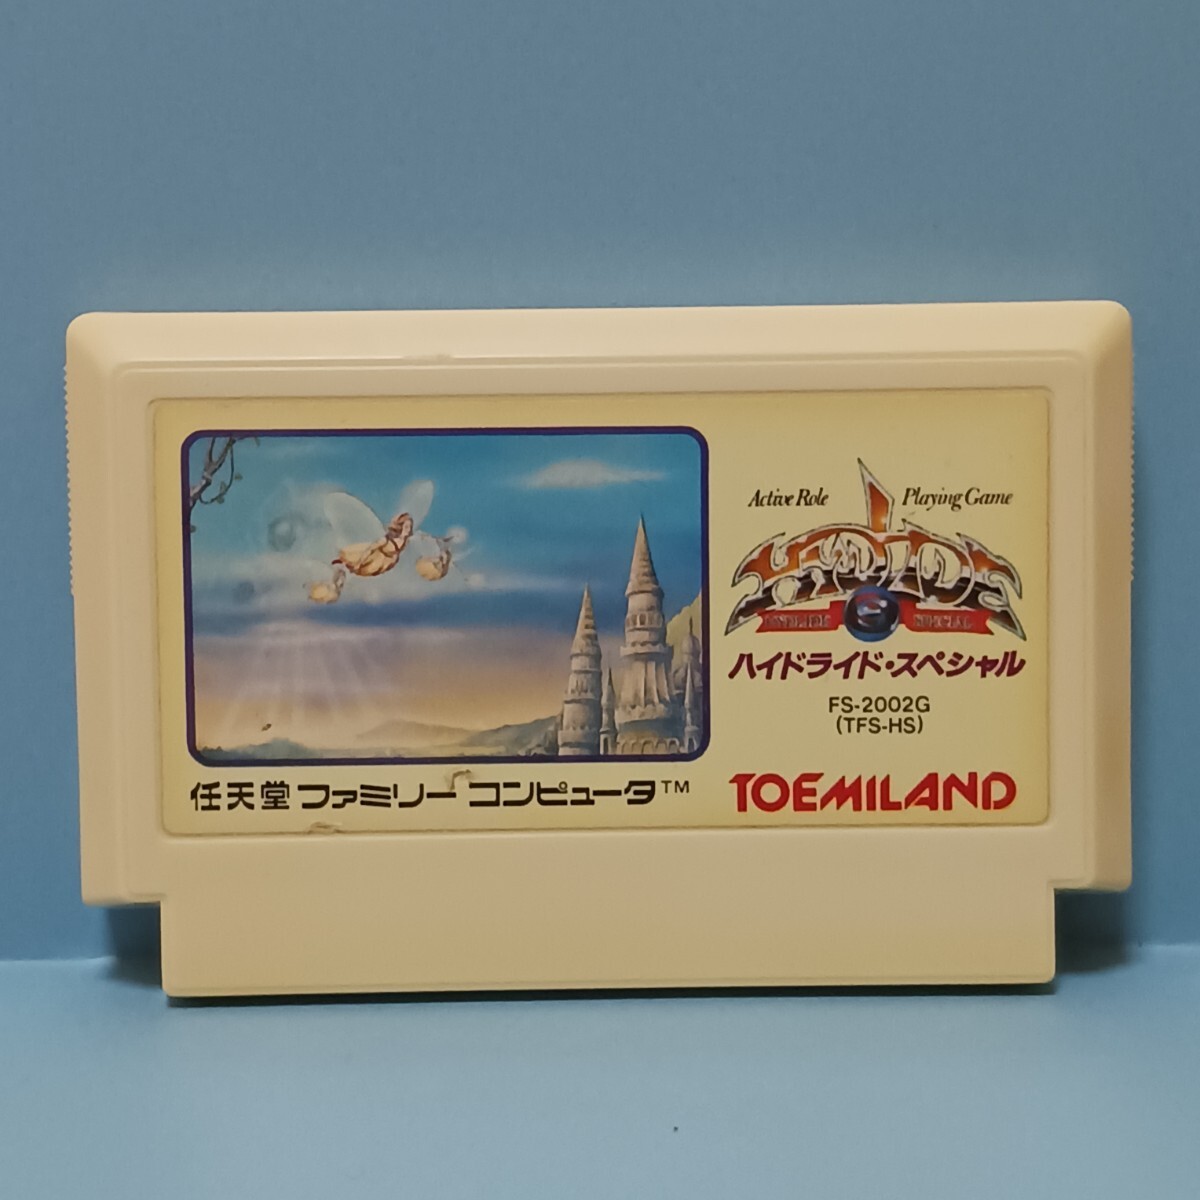 Active Role Playing Game
HYDLIDE
HYDLIDE S SPECIAL
ハイドライド・スペシャル
FS-2002G
(TFS-HS)
任天堂 ファミリー コンピュータ™
TOEMILAND